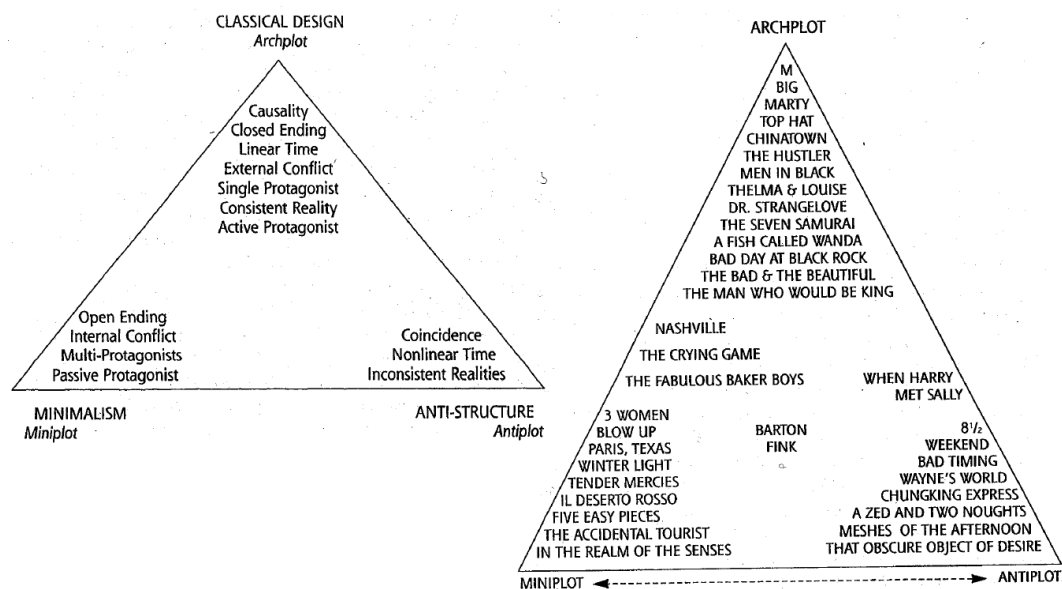 CLASSICAL DESIGN
Archplot
Causality
Closed Ending
Linear Time
External Conflict
Single Protagonist
Consistent Reality
Active Protagonist
Open Ending
Internal Conflict
Multi-Protagonists
Passive Protagonist
Coincidence
Nonlinear Time
Inconsistent Realities
MINIMALISM
Miniplot
ANTI-STRUCTURE
Antiplot
ARCHPLOT
M
BIG
MARTY
TOP HAT
CHINATOWN
THE HUSTLER
MEN IN BLACK
THELMA & LOUISE
DR. STRANGELOVE
THE SEVEN SAMURAI
A FISH CALLED WANDA
BAD DAY AT BLACK ROCK
THE BAD & THE BEAUTIFUL
THE MAN WHO WOULD BE KING
NASHVILLE
THE CRYING GAME
THE FABULOUS BAKER BOYS
WHEN HARRY
MET SALLY
3 WOMEN
BLOW UP
PARIS, TEXAS
WINTER LIGHT
TENDER MERCIES
IL DESERTO ROSSO
FIVE EASY PIECES
THE ACCIDENTAL TOURIST
IN THE REALM OF THE SENSES
BARTON
FINK
8½
WEEKEND
BAD TIMING
WAYNE'S WORLD
CHUNGKING EXPRESS
A ZED AND TWO NOUGHTS
MESHES OF THE AFTERNOON
THAT OBSCURE OBJECT OF DESIRE
MINIPLOT
ANTIPLOT